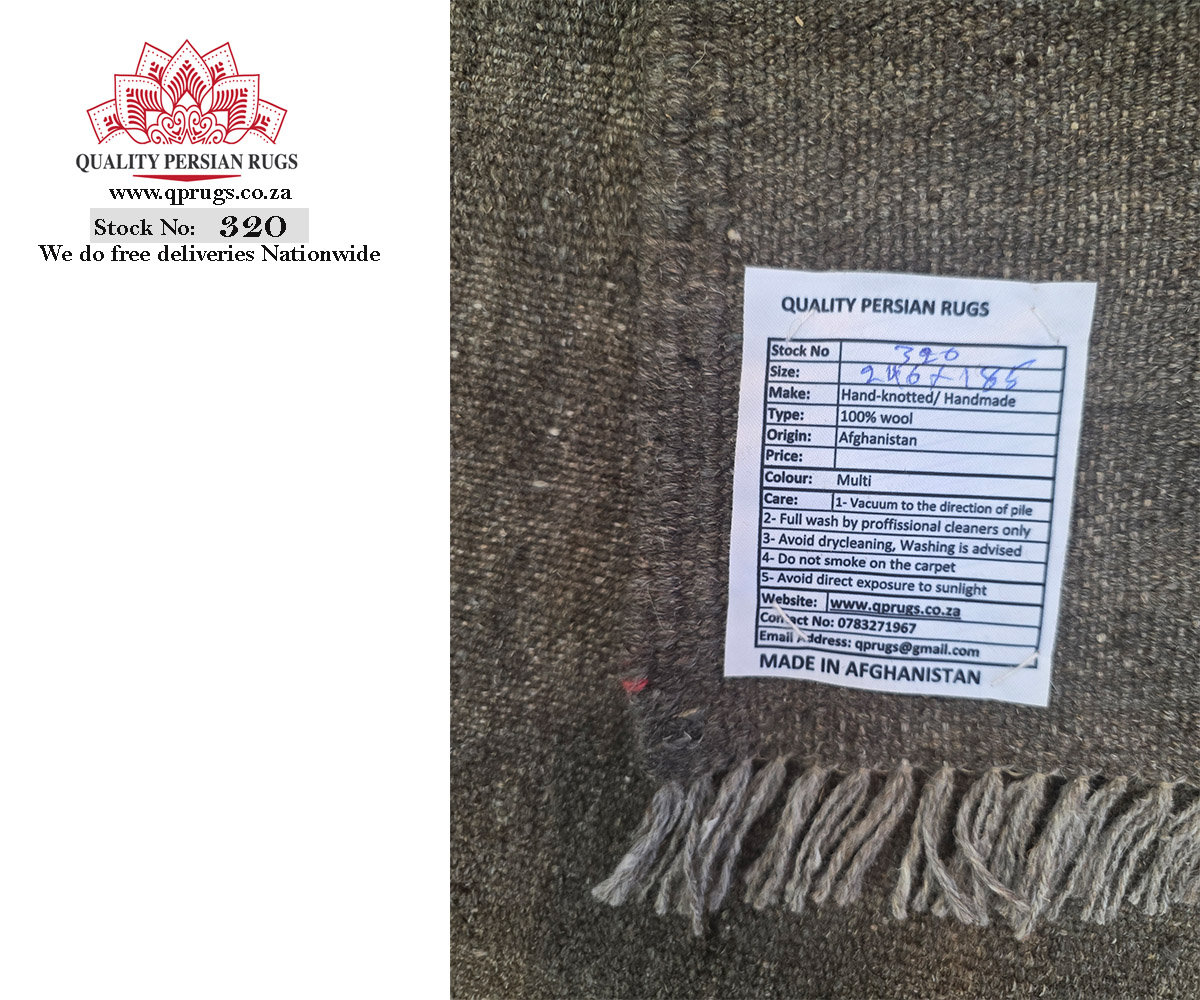 QUALITY PERSIAN RUGS
www.qprugs.co.za
Stock No: 320
We do free deliveries Nationwide
QUALITY PERSIAN RUGS
Stock No 320
Size: 246 x 185
Make: Hand-knotted/ Handmade
Type: 100% wool
Origin: Afghanistan
Price:
Colour: Multi
Care: 1- Vacuum to the direction of pile
2- Full wash by proffissional cleaners only
3- Avoid drycleaning, Washing is advised
4- Do not smoke on the carpet
5- Avoid direct exposure to sunlight
Website: www.qprugs.co.za
Contact No: 0783271967
Email Address: qprugs@gmail.com
MADE IN AFGHANISTAN